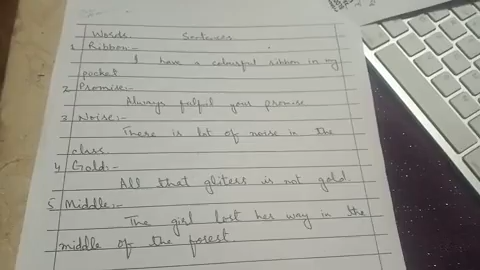 Words. Sentences
1 Ribbon:-
I have a colourful ribbon in my
pocket
2 Promise:-
Always fulfil your promise
3 Noise:-
There is lot of noise in the
class.
4 Gold:-
All that gliters is not gold.
5 Middle:-
The girl lost her way in the
middle of the forest